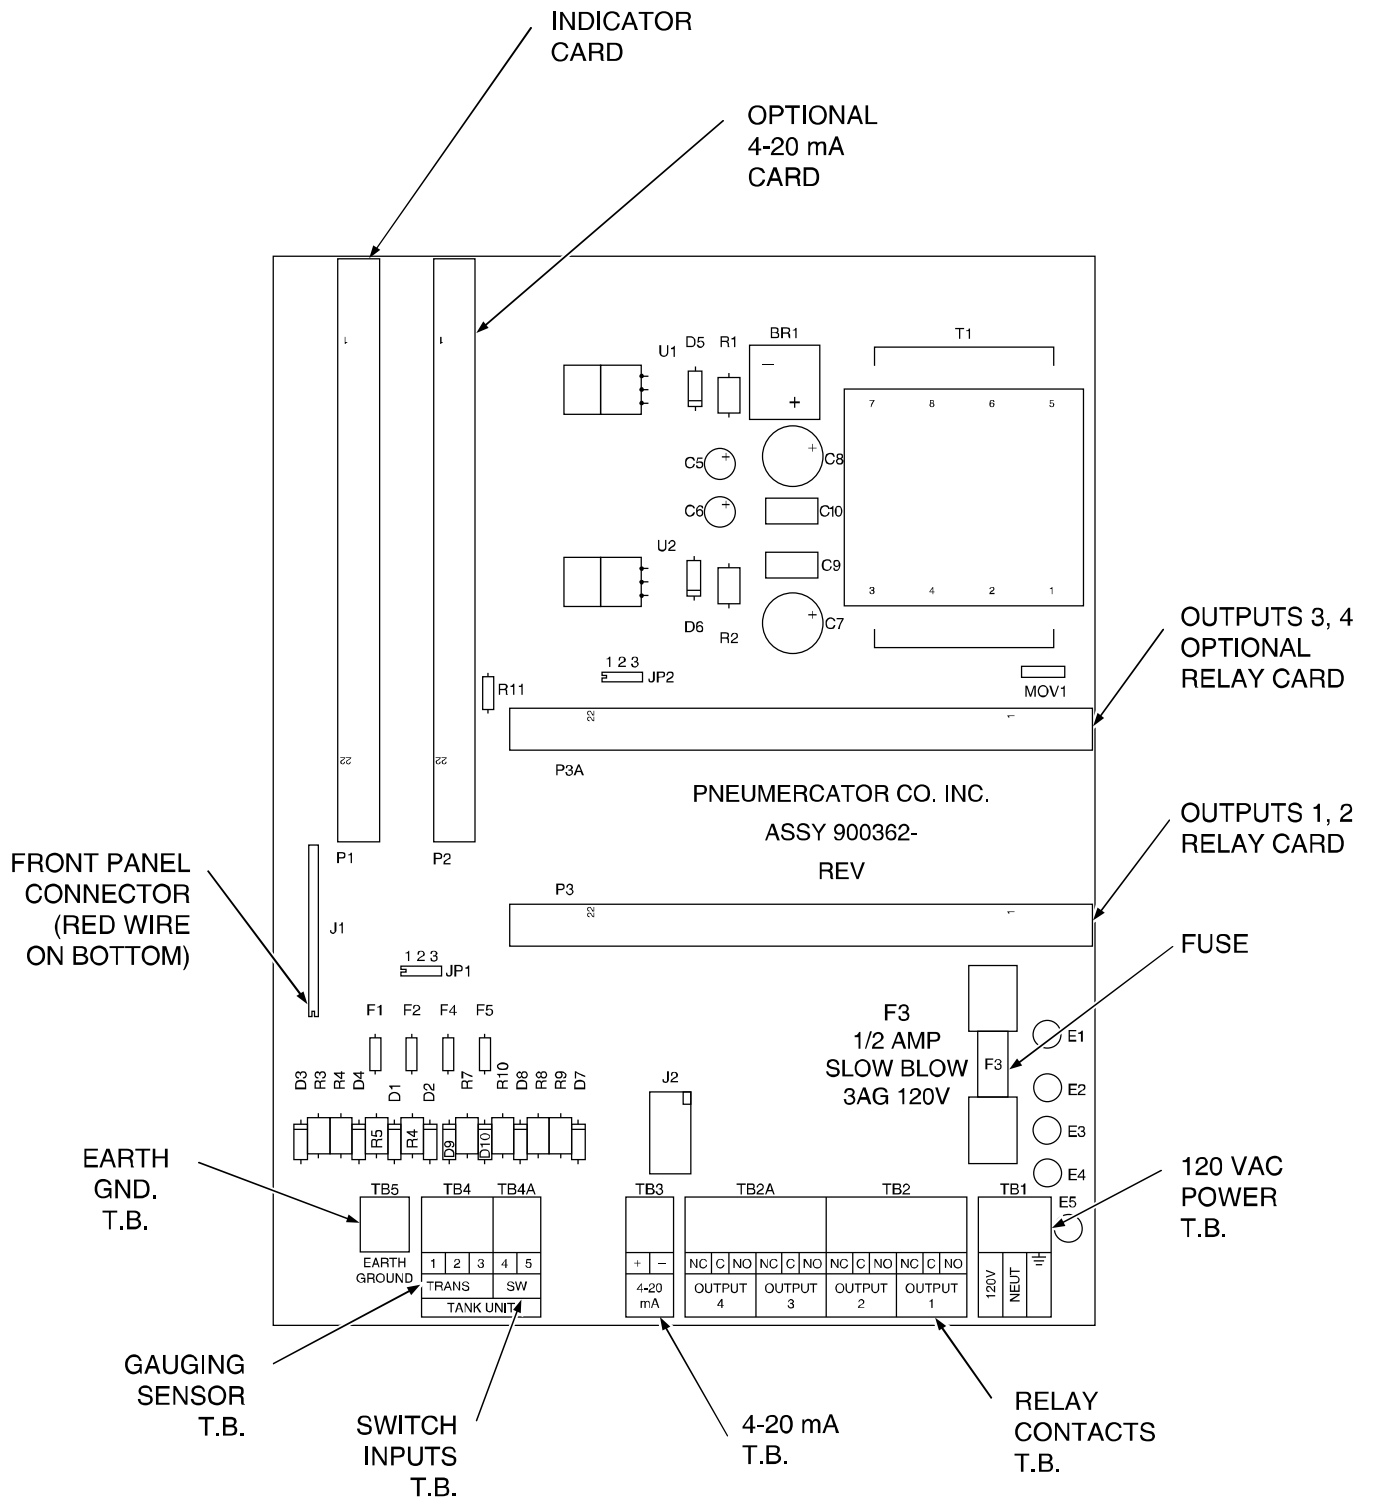 INDICATOR
CARD
OPTIONAL
4-20 mA
CARD
1
1
U1
D5
R1
BR1
T1
−
+
7 8 6 5
C5
+
+
C8
C6
+
C10
U2
C9
3 4 2 1
D6
R2
+
C7
OUTPUTS 3, 4
OPTIONAL
RELAY CARD
1 2 3
JP2
R11
MOV1
22
1
22
22
P3A
PNEUMERCATOR CO. INC.
ASSY 900362-
REV
OUTPUTS 1, 2
RELAY CARD
P1
P2
P3
22
1
FRONT PANEL
CONNECTOR
(RED WIRE
ON BOTTOM)
J1
1 2 3
JP1
FUSE
F1 F2 F4 F5
F3
1/2 AMP
SLOW BLOW
3AG 120V
F3
E1
E2
E3
E4
E5
D3 R3 R4 D4 D1 D2 R7 R10 D8 R8 R9 D7
R5 R4 D9 D10
J2
EARTH
GND.
T.B.
120 VAC
POWER
T.B.
TB5 TB4 TB4A TB3 TB2A TB2 TB1
EARTH
GROUND
1 2 3 4 5
TRANS SW
TANK UNIT
+ −
4-20
mA
NC C NO NC C NO NC C NO NC C NO
OUTPUT
4
OUTPUT
3
OUTPUT
2
OUTPUT
1
120V
NEUT
GAUGING
SENSOR
T.B.
SWITCH
INPUTS
T.B.
4-20 mA
T.B.
RELAY
CONTACTS
T.B.